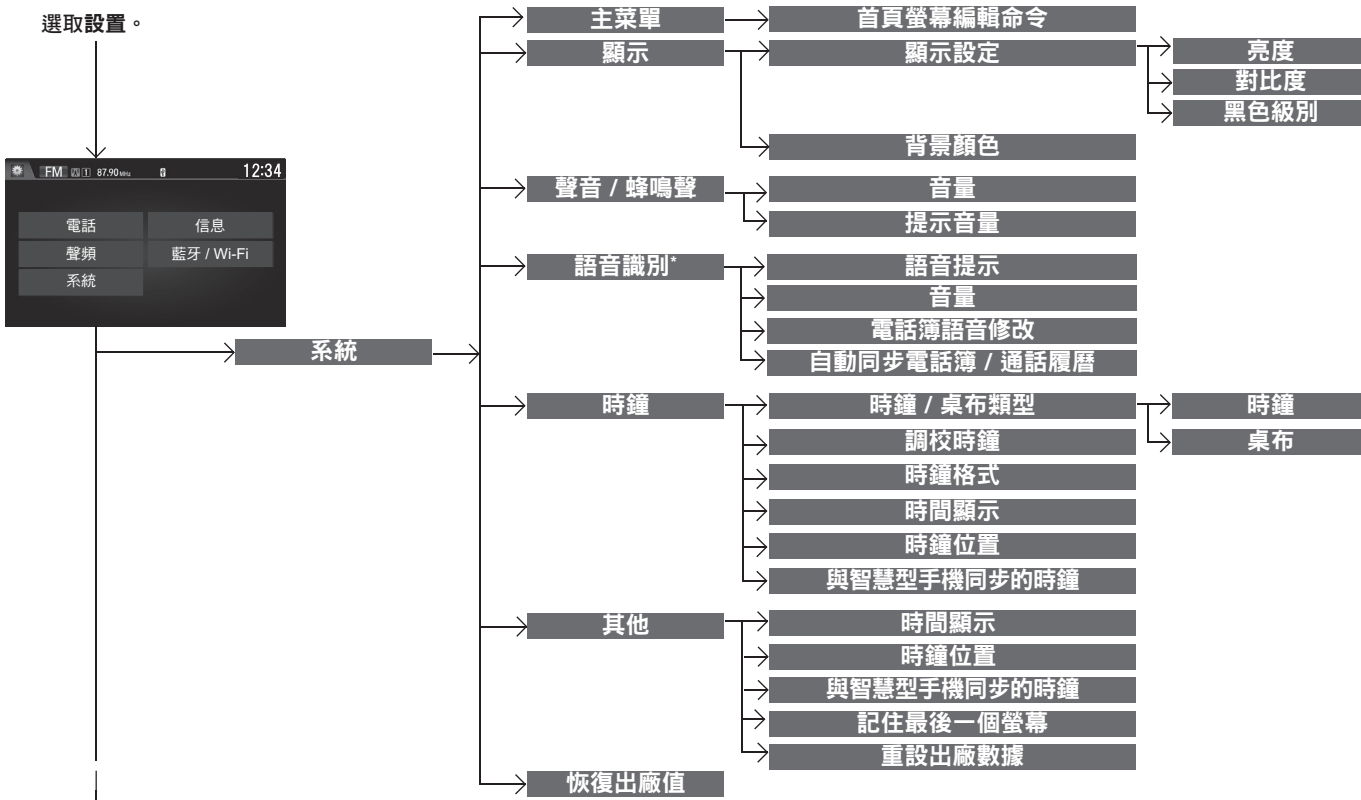 選取設置。
FM 1 87.90 MHz 12:34
電話
信息
聲頻
藍牙 / Wi-Fi
系統
系統
主菜單
首頁螢幕編輯命令
顯示
顯示設定
亮度
對比度
黑色級別
背景顏色
聲音 / 蜂鳴聲
音量
提示音量
語音識別*
語音提示
音量
電話簿語音修改
自動同步電話簿 / 通話履曆
時鐘
時鐘 / 桌布類型
時鐘
桌布
調校時鐘
時鐘格式
時間顯示
時鐘位置
與智慧型手機同步的時鐘
其他
時間顯示
時鐘位置
與智慧型手機同步的時鐘
記住最後一個螢幕
重設出廠數據
恢復出廠值